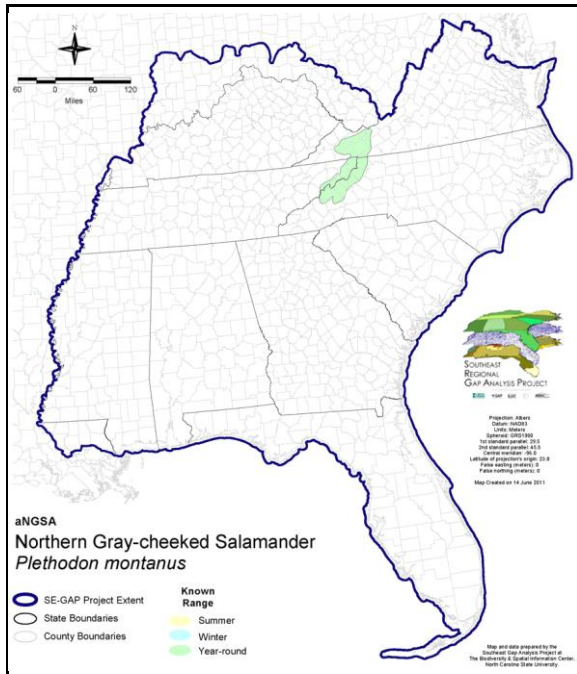 N
60 0 60 120
Miles
SOUTHEAST
REGIONAL
GAP ANALYSIS PROJECT
Projection: Albers
Datum: NAD83
Units: Meters
Spheroid: GRS1980
1st standard parallel: 29.5
2nd standard parallel: 45.5
Central meridian: -96.0
Latitude of projection's origin: 23.0
False easting (meters): 0
False northing (meters): 0
Map Created on 14 June 2011
aNGSA
Northern Gray-cheeked Salamander
Plethodon montanus
SE-GAP Project Extent
State Boundaries
County Boundaries
Known
Range
Summer
Winter
Year-round
Map and data prepared by the
Southeast Gap Analysis Project at
The Biodiversity & Spatial Information Center,
North Carolina State University.